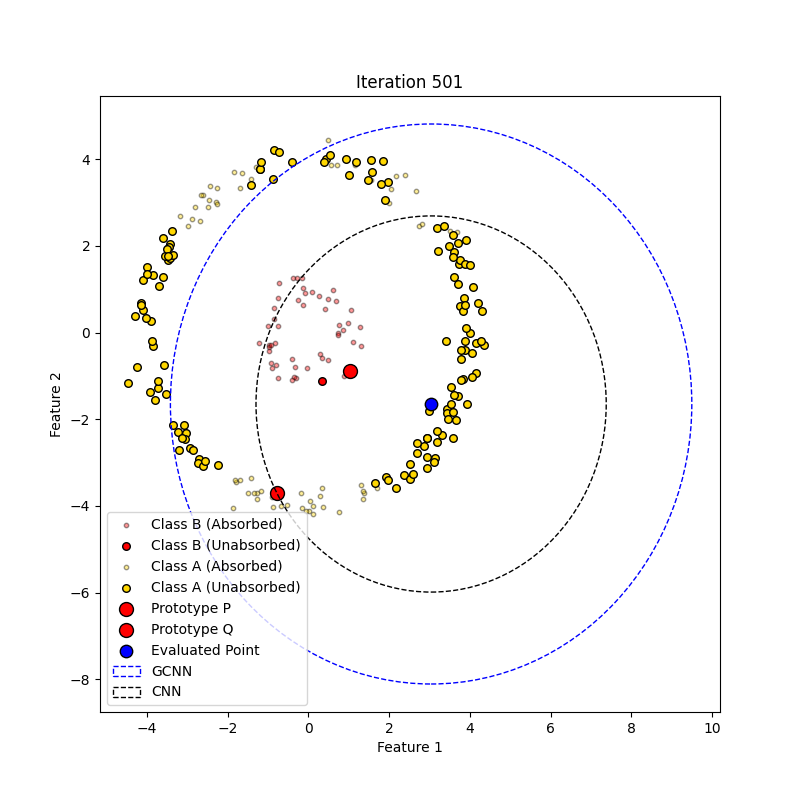 Iteration 501
4
2
0
−2
−4
−6
−8
Feature 2
Class B (Absorbed)
Class B (Unabsorbed)
Class A (Absorbed)
Class A (Unabsorbed)
Prototype P
Prototype Q
Evaluated Point
GCNN
CNN
−4 −2 0 2 4 6 8 10
Feature 1